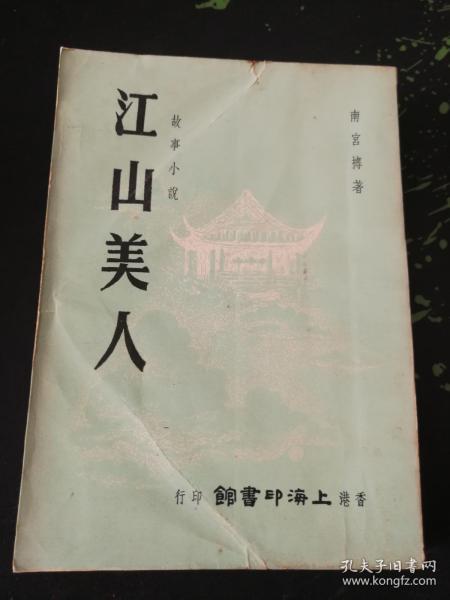 江山美人
故事小說
南宮搏著
香港上海印書館印行
孔夫子旧书网
www.kongfz.com